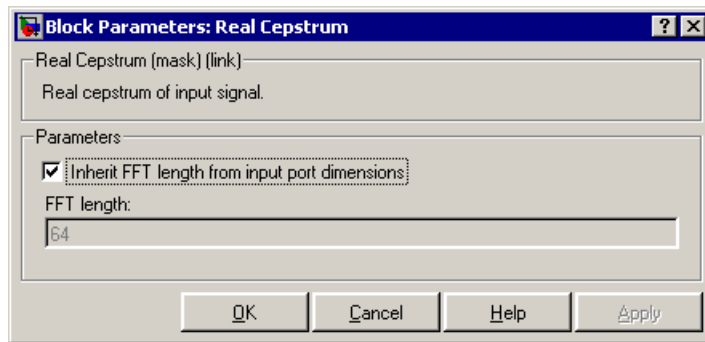 Block Parameters: Real Cepstrum
Real Cepstrum (mask) (link)
Real cepstrum of input signal.
Parameters
Inherit FFT length from input port dimensions
FFT length:
64
OK Cancel Help Apply